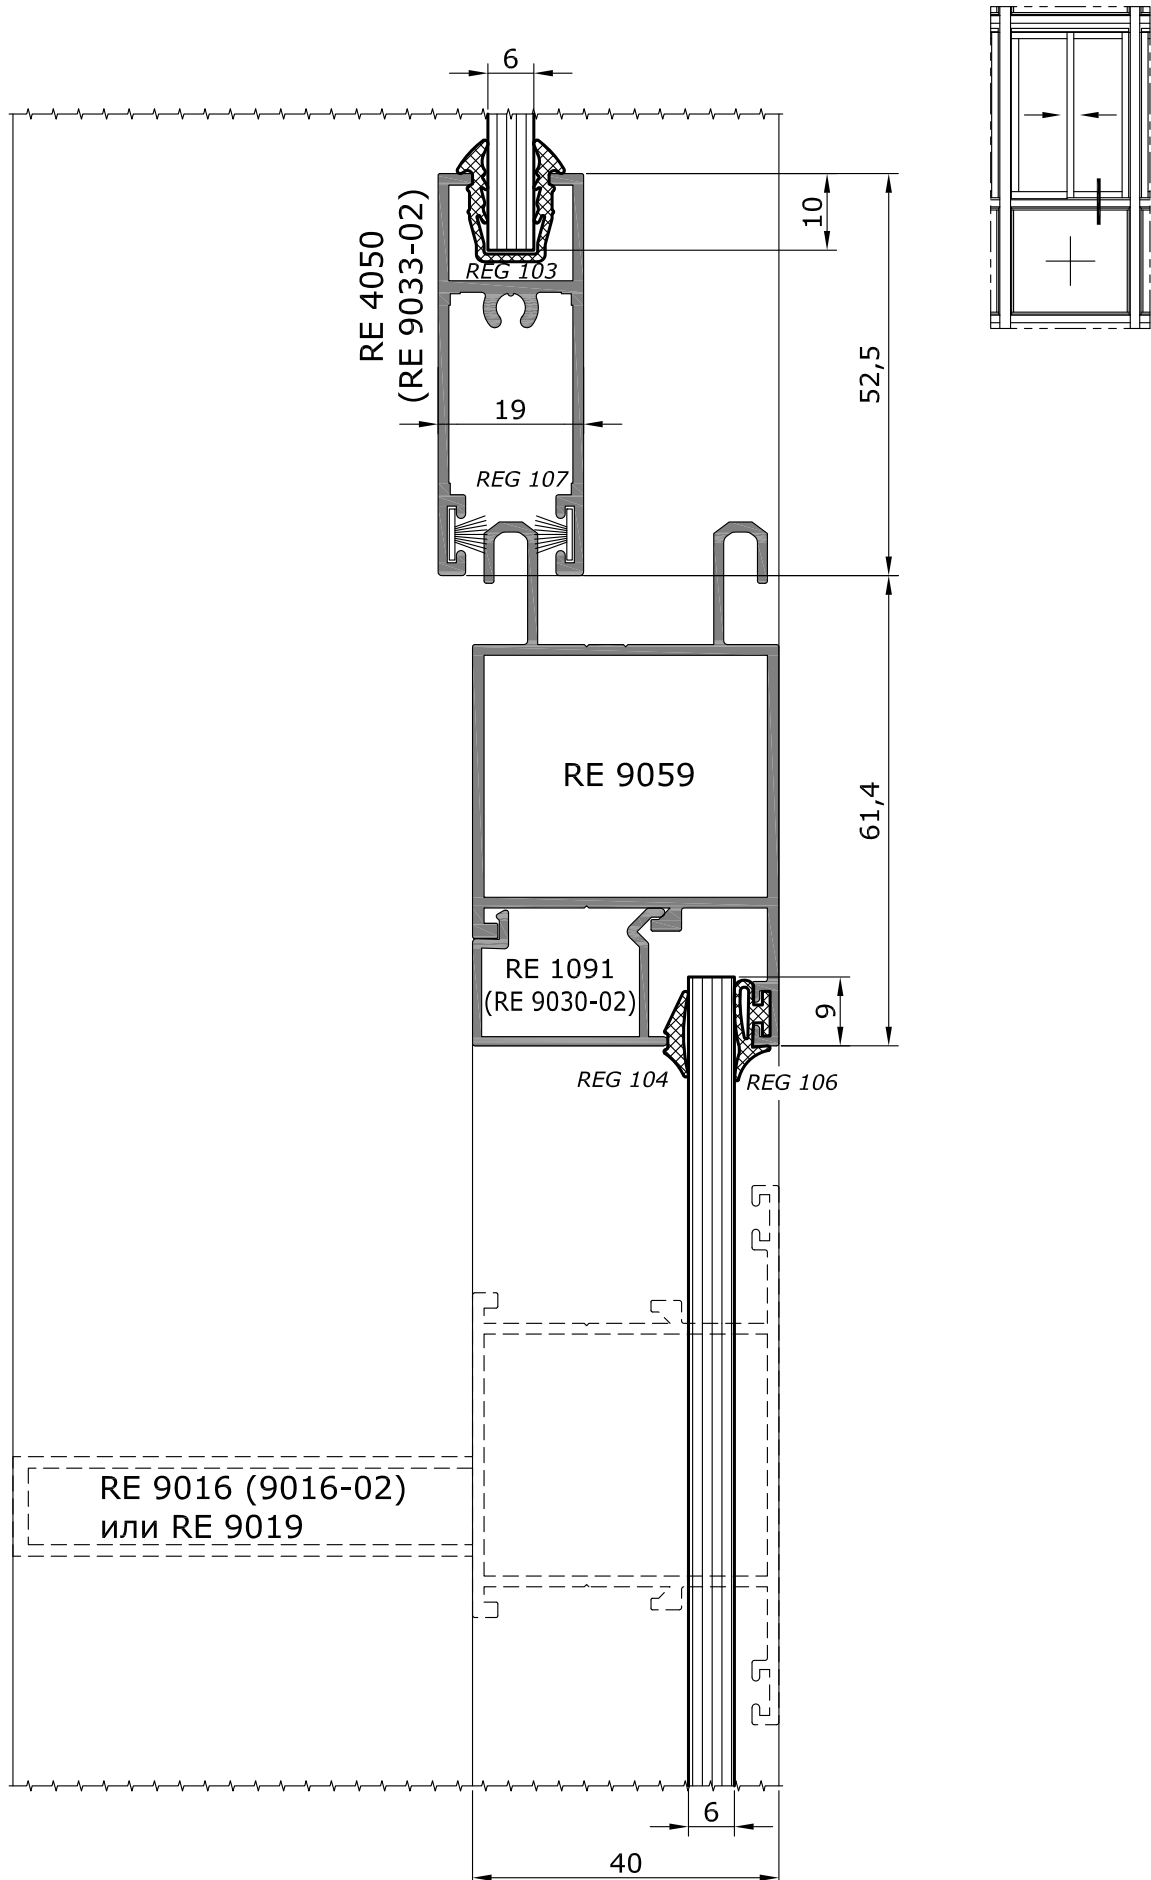 6
10
RE 4050
(RE 9033-02)
REG 103
52,5
19
REG 107
RE 9059
61,4
RE 1091
(RE 9030-02)
9
REG 104
REG 106
RE 9016 (9016-02)
или RE 9019
6
40